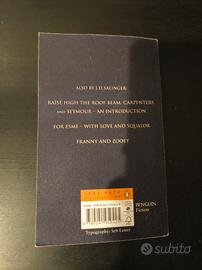 ALSO BY J.D. SALINGER:
RAISE HIGH THE ROOF BEAM, CARPENTERS
AND SEYMOUR – AN INTRODUCTION
FOR ESMÉ – WITH LOVE AND SQUALOR
FRANNY AND ZOOEY
PENGUIN
Fiction
Typography: Seb Lester
subito